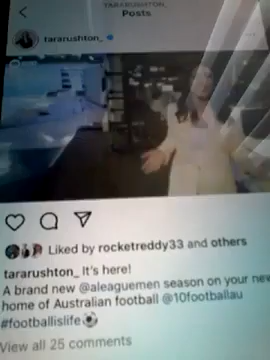 TARARUSHTON_
Posts
tararushton_
Liked by rocketreddy33 and others
tararushton_ It's here!
A brand new @aleaguemen season on your new
home of Australian football @10footballau
#footballislife⚽
View all 25 comments